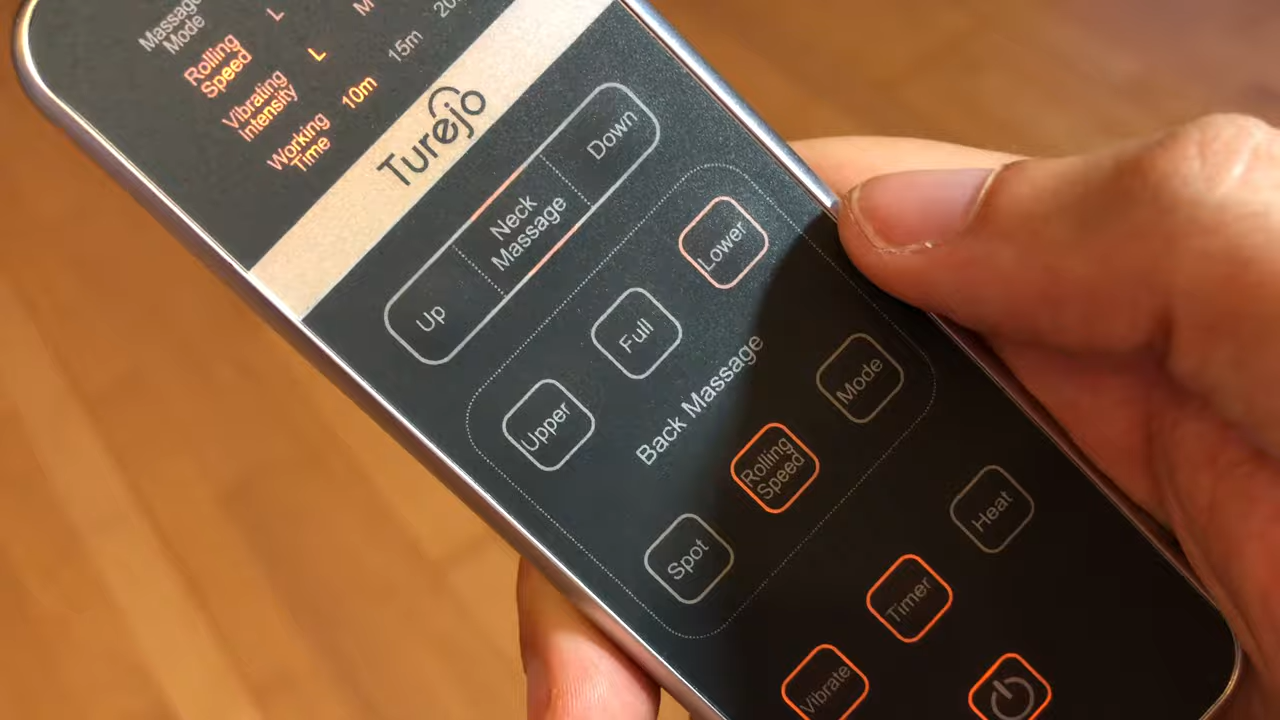 Massage
Mode
Rolling
Speed
L
M
Vibrating
Intensity
L
Working
Time
10m
15m
Turejo
Up
Neck
Massage
Down
Upper
Full
Lower
Back Massage
Spot
Rolling
Speed
Mode
Vibrate
Timer
Heat